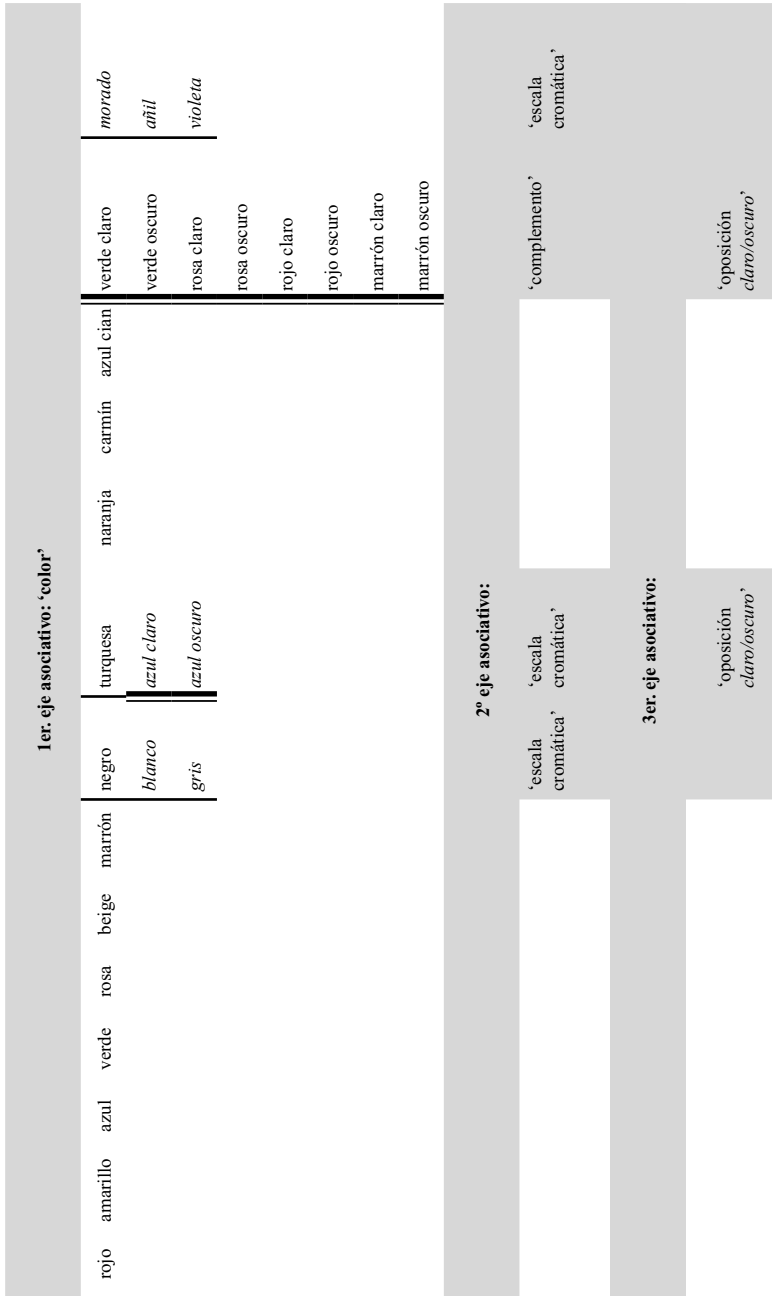 1er. eje asociativo: ‘color’
rojo amarillo azul verde rosa beige marrón negro turquesa naranja carmín azul cian verde claro morado
blanco azul claro verde oscuro añil
gris azul oscuro rosa claro violeta
rosa oscuro
rojo claro
rojo oscuro
marrón claro
marrón oscuro
2º eje asociativo:
‘escala ‘escala ‘complemento’ ‘escala
cromática’ cromática’ cromática’
3er. eje asociativo:
‘oposición ‘oposición
claro/oscuro’ claro/oscuro’